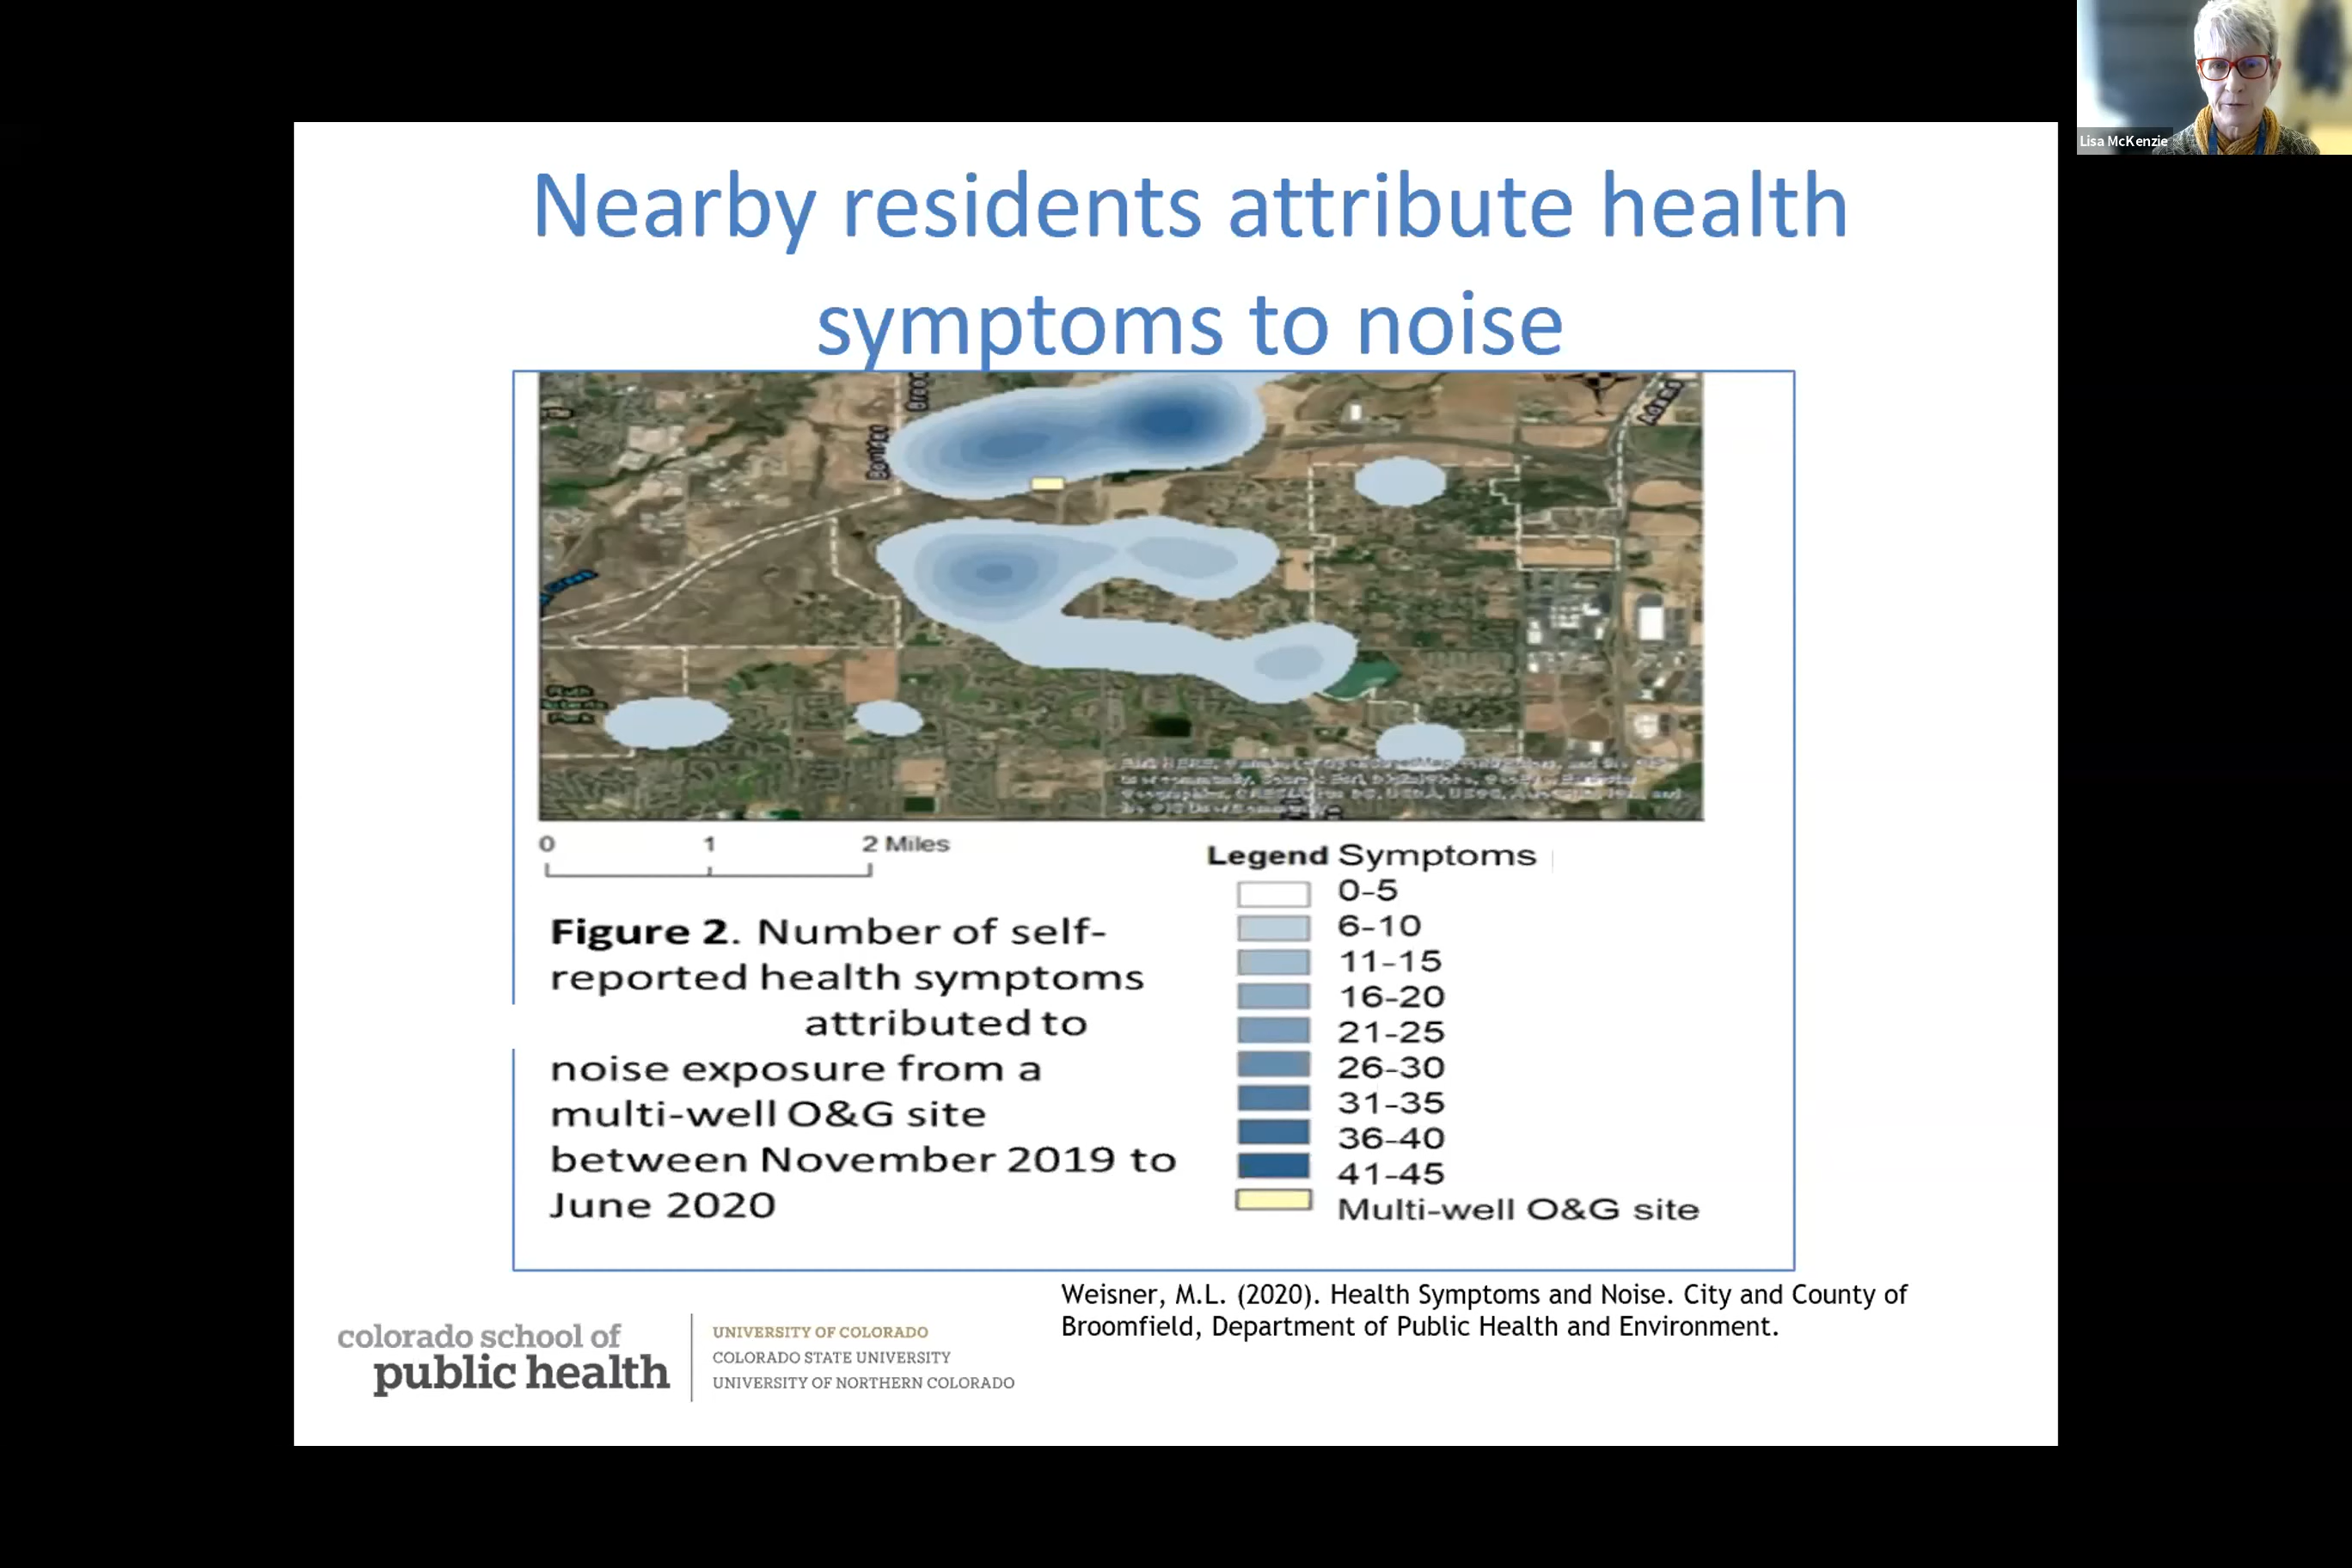 Lisa McKenzie
Nearby residents attribute health
symptoms to noise
Adams
0 1 2 Miles
Legend Symptoms
0-5
6-10
11-15
16-20
21-25
26-30
31-35
36-40
41-45
Multi-well O&G site
Figure 2. Number of self-
reported health symptoms
attributed to
noise exposure from a
multi-well O&G site
between November 2019 to
June 2020
Weisner, M.L. (2020). Health Symptoms and Noise. City and County of
Broomfield, Department of Public Health and Environment.
colorado school of
public health
UNIVERSITY OF COLORADO
COLORADO STATE UNIVERSITY
UNIVERSITY OF NORTHERN COLORADO